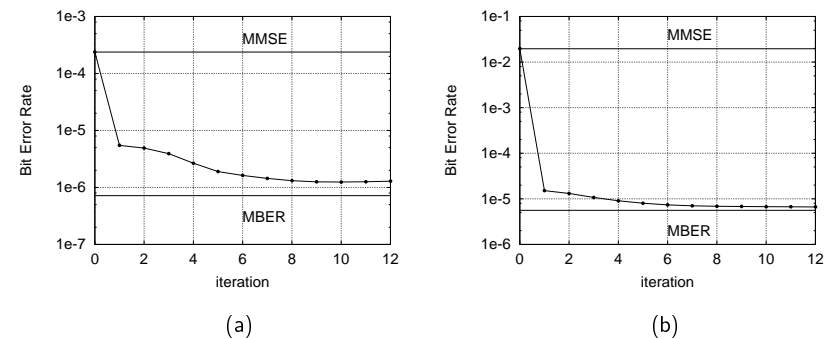 1e-3
1e-4
1e-5
1e-6
1e-7
Bit Error Rate
MMSE
MBER
0 2 4 6 8 10 12
iteration
(a)
1e-1
1e-2
1e-3
1e-4
1e-5
1e-6
Bit Error Rate
MMSE
MBER
0 2 4 6 8 10 12
iteration
(b)